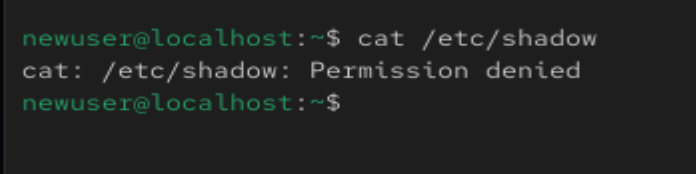 newuser@localhost:~$ cat /etc/shadow
cat: /etc/shadow: Permission denied
newuser@localhost:~$